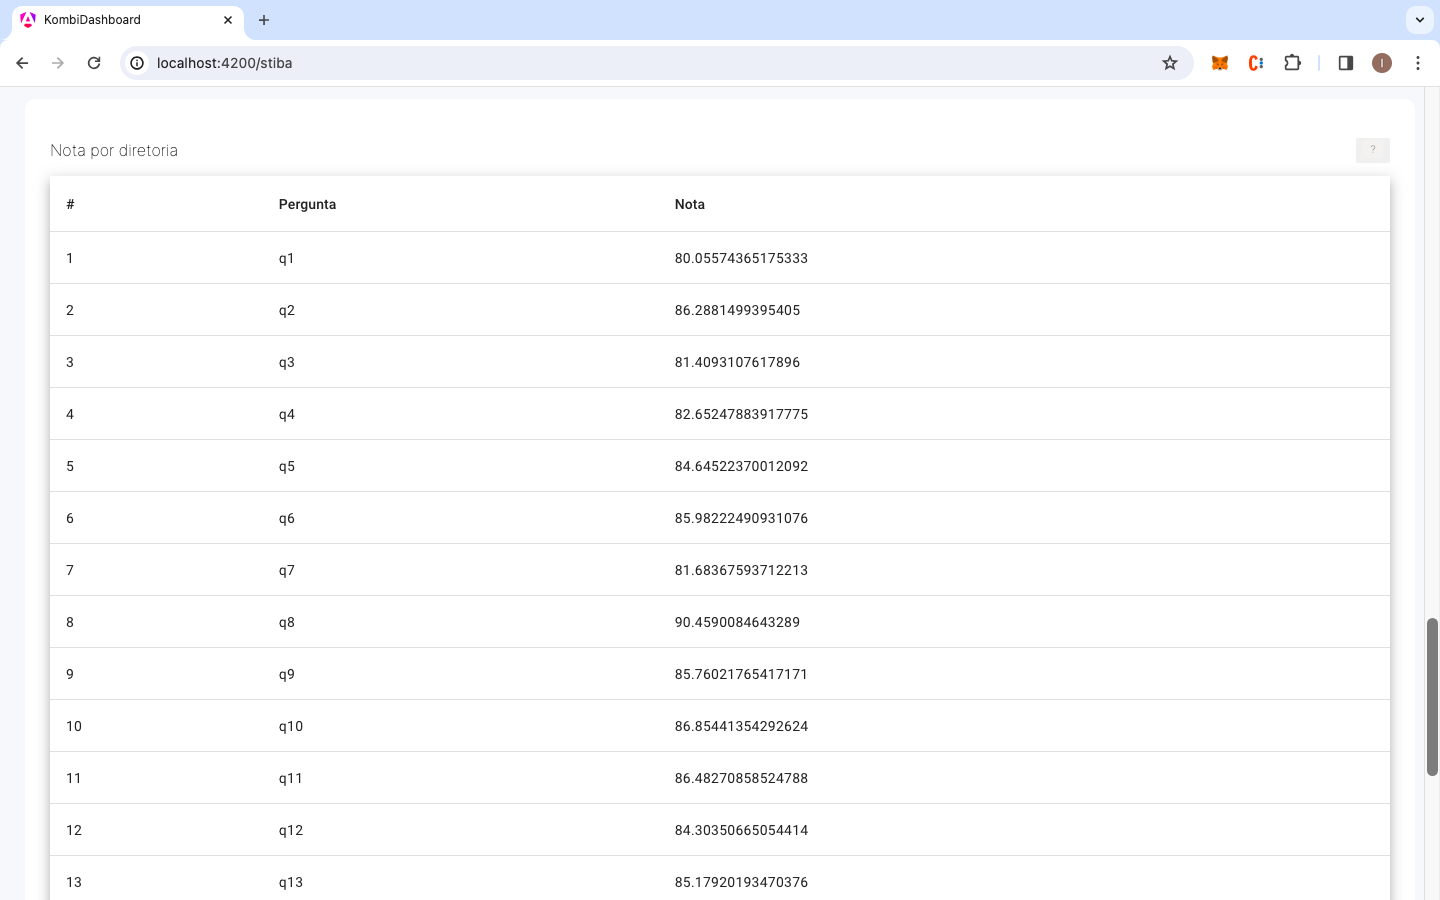 KombiDashboard
localhost:4200/stiba
I
Nota por diretoria
?
# Pergunta Nota
1 q1 80.05574365175333
2 q2 86.2881499395405
3 q3 81.4093107617896
4 q4 82.65247883917775
5 q5 84.64522370012092
6 q6 85.98222490931076
7 q7 81.68367593712213
8 q8 90.4590084643289
9 q9 85.76021765417171
10 q10 86.85441354292624
11 q11 86.48270858524788
12 q12 84.30350665054414
13 q13 85.17920193470376